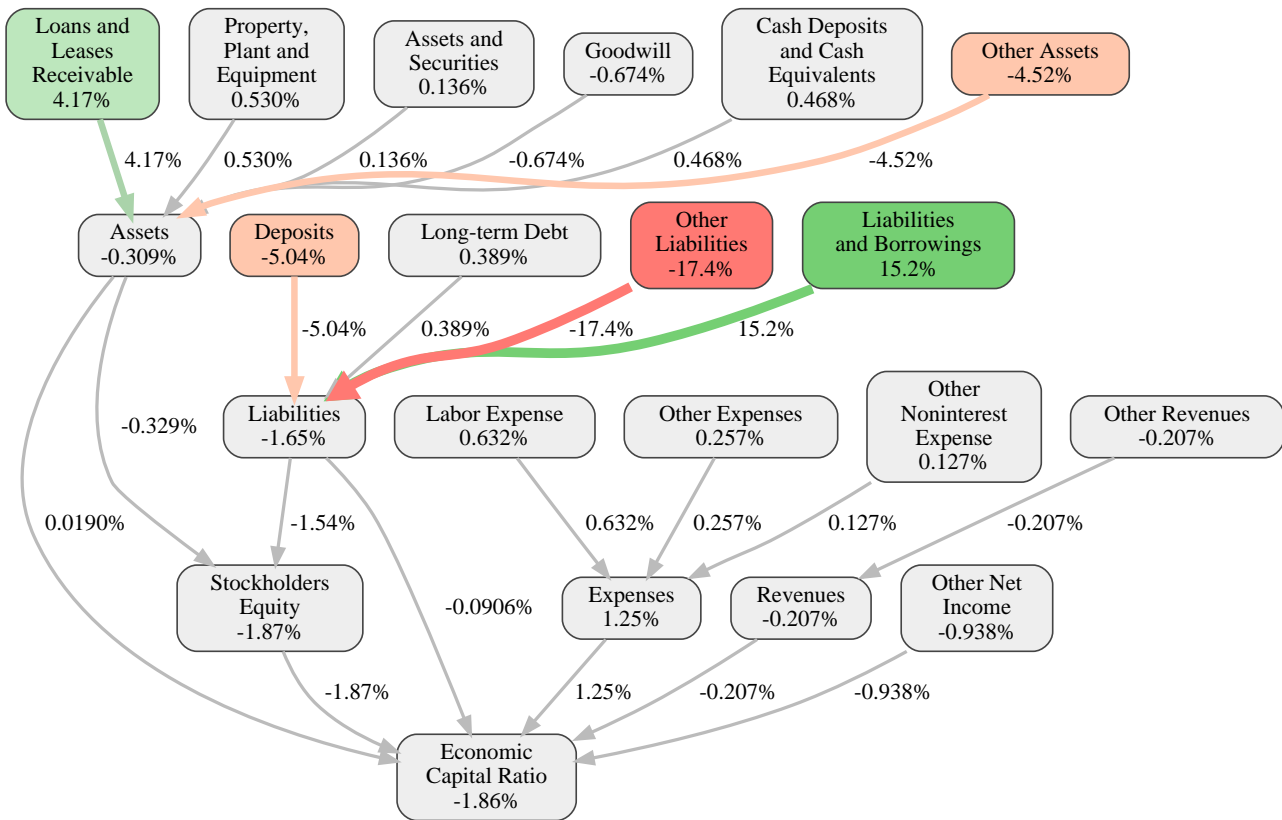 Loans and
Leases
Receivable
4.17%
Property,
Plant and
Equipment
0.530%
Assets and
Securities
0.136%
Goodwill
-0.674%
Cash Deposits
and Cash
Equivalents
0.468%
Other Assets
-4.52%
4.17%
0.530%
0.136%
-0.674%
0.468%
-4.52%
Assets
-0.309%
Deposits
-5.04%
Long-term Debt
0.389%
Other
Liabilities
-17.4%
Liabilities
and Borrowings
15.2%
-5.04%
0.389%
-17.4%
15.2%
-0.329%
Liabilities
-1.65%
Labor Expense
0.632%
Other Expenses
0.257%
Other
Noninterest
Expense
0.127%
Other Revenues
-0.207%
0.0190%
-1.54%
0.632%
0.257%
0.127%
-0.207%
Stockholders
Equity
-1.87%
-0.0906%
Expenses
1.25%
Revenues
-0.207%
Other Net
Income
-0.938%
-1.87%
1.25%
-0.207%
-0.938%
Economic
Capital Ratio
-1.86%